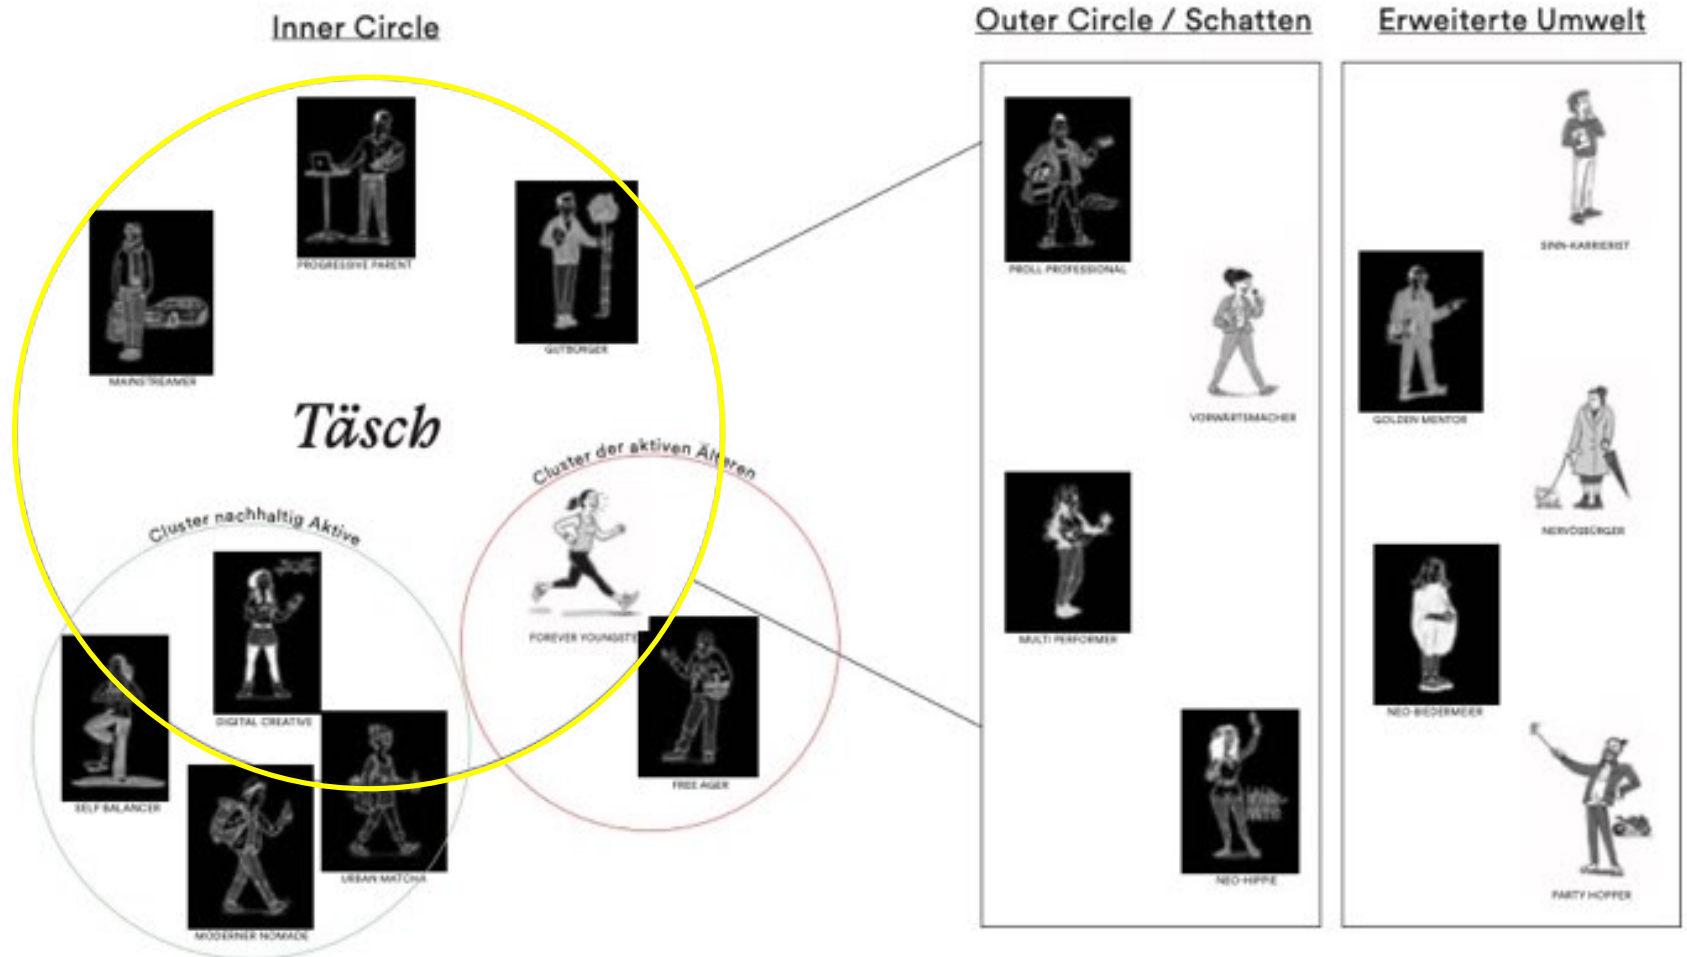 Inner Circle
PROGRESSIVE PARENT
GUTBÜRGER
MAINSTREAMER
Täsch
Cluster der aktiven Älteren
Cluster nachhaltig Aktive
FOREVER YOUNGSTE
DIGITAL CREATIVE
FREE AGER
SELF BALANCER
URBAN MATCHA
MODERNER NOMADE
Outer Circle / Schatten
PROLL PROFESSIONAL
VORWÄRTSMACHER
MULTI PERFORMER
NEO-HIPPIE
Erweiterte Umwelt
SINN-KARRIERIST
GOLDEN MENTOR
NERVÖSBÜRGER
NEO-BIEDERMEIER
PARTY HOPPER